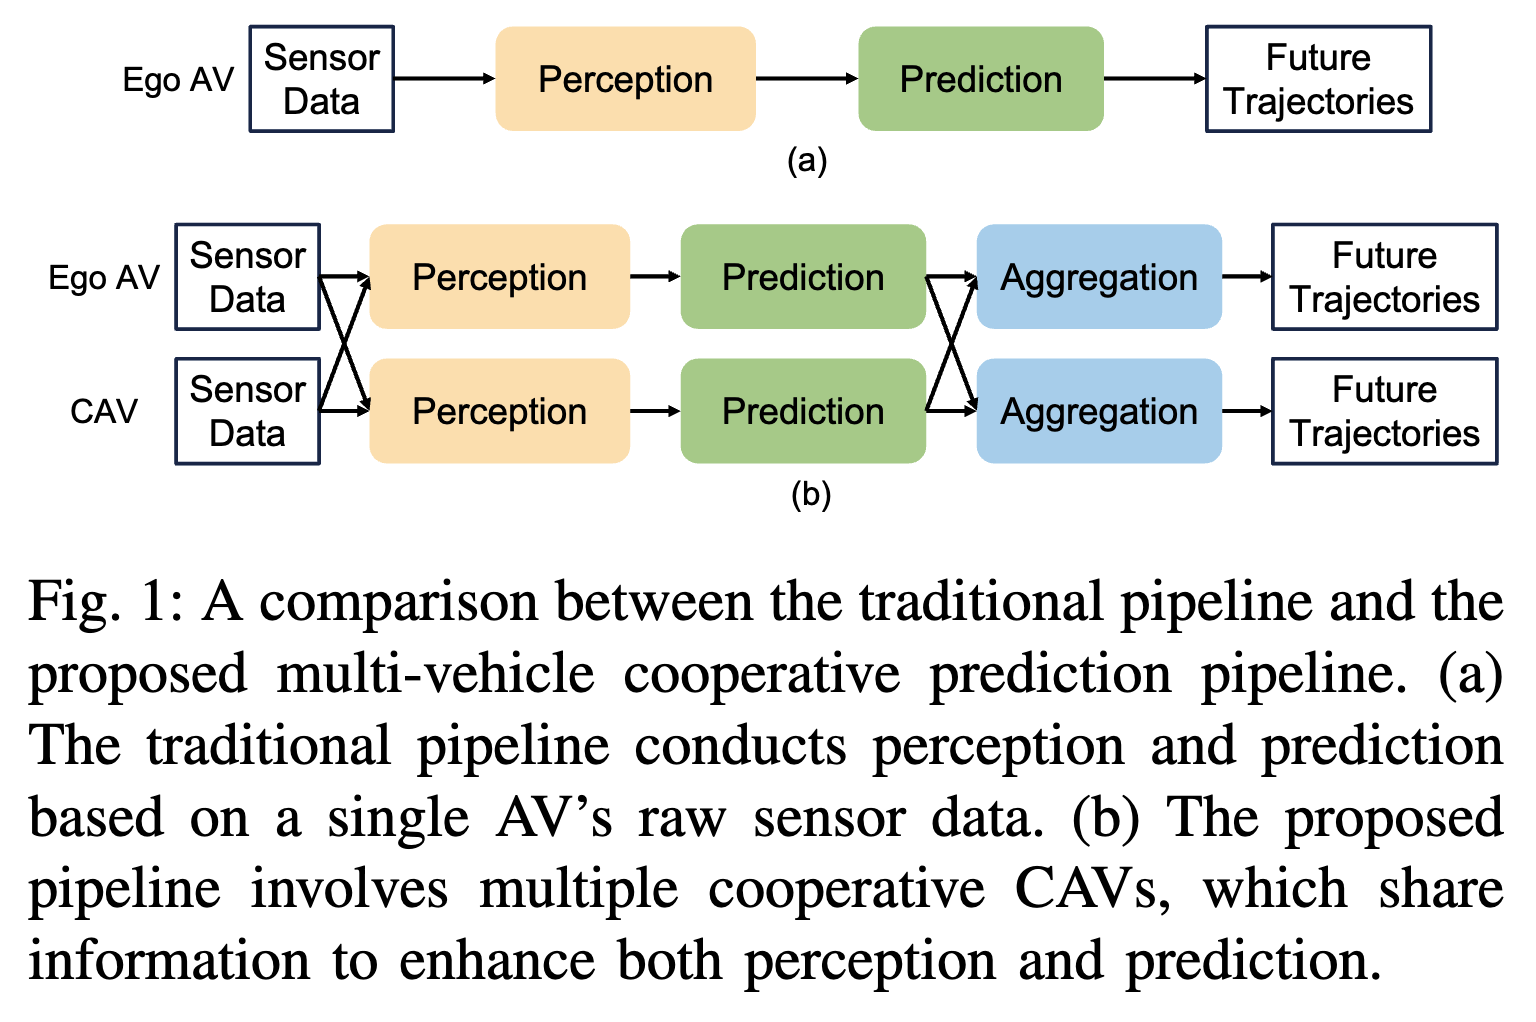 Ego AV
Sensor
Data
Perception
Prediction
Future
Trajectories
(a)
Ego AV
Sensor
Data
Perception
Prediction
Aggregation
Future
Trajectories
CAV
Sensor
Data
Perception
Prediction
Aggregation
Future
Trajectories
(b)
Fig. 1: A comparison between the traditional pipeline and the
proposed multi-vehicle cooperative prediction pipeline. (a)
The traditional pipeline conducts perception and prediction
based on a single AV’s raw sensor data. (b) The proposed
pipeline involves multiple cooperative CAVs, which share
information to enhance both perception and prediction.